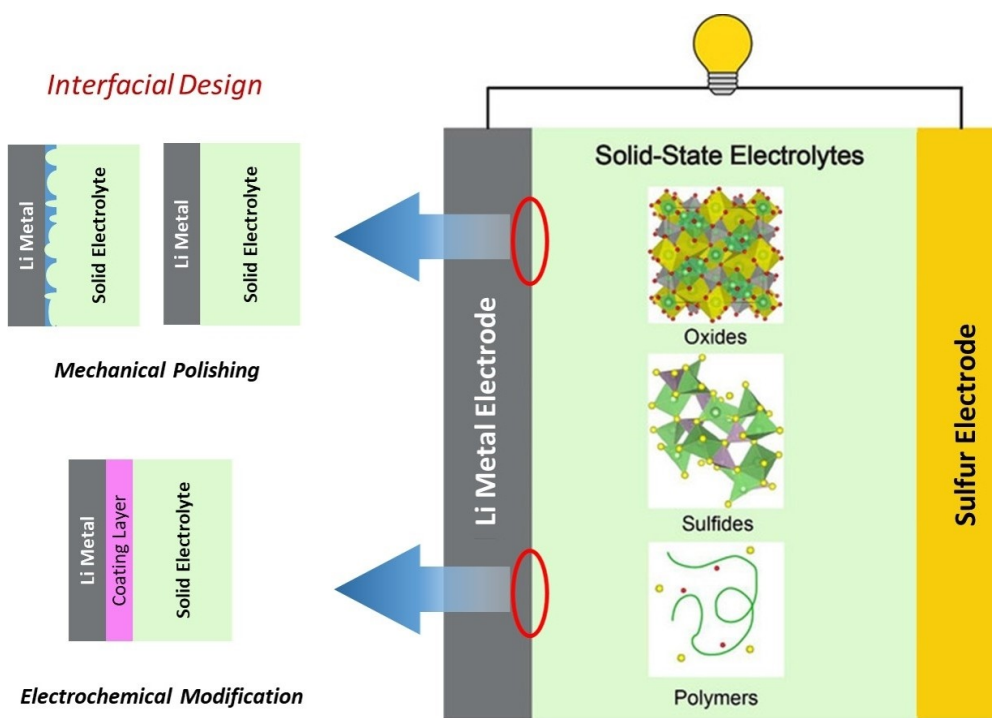 Interfacial Design
Li Metal
Solid Electrolyte
Li Metal
Solid Electrolyte
Mechanical Polishing
Li Metal
Coating Layer
Solid Electrolyte
Electrochemical Modification
Li Metal Electrode
Solid-State Electrolytes
Oxides
Sulfides
Polymers
Sulfur Electrode